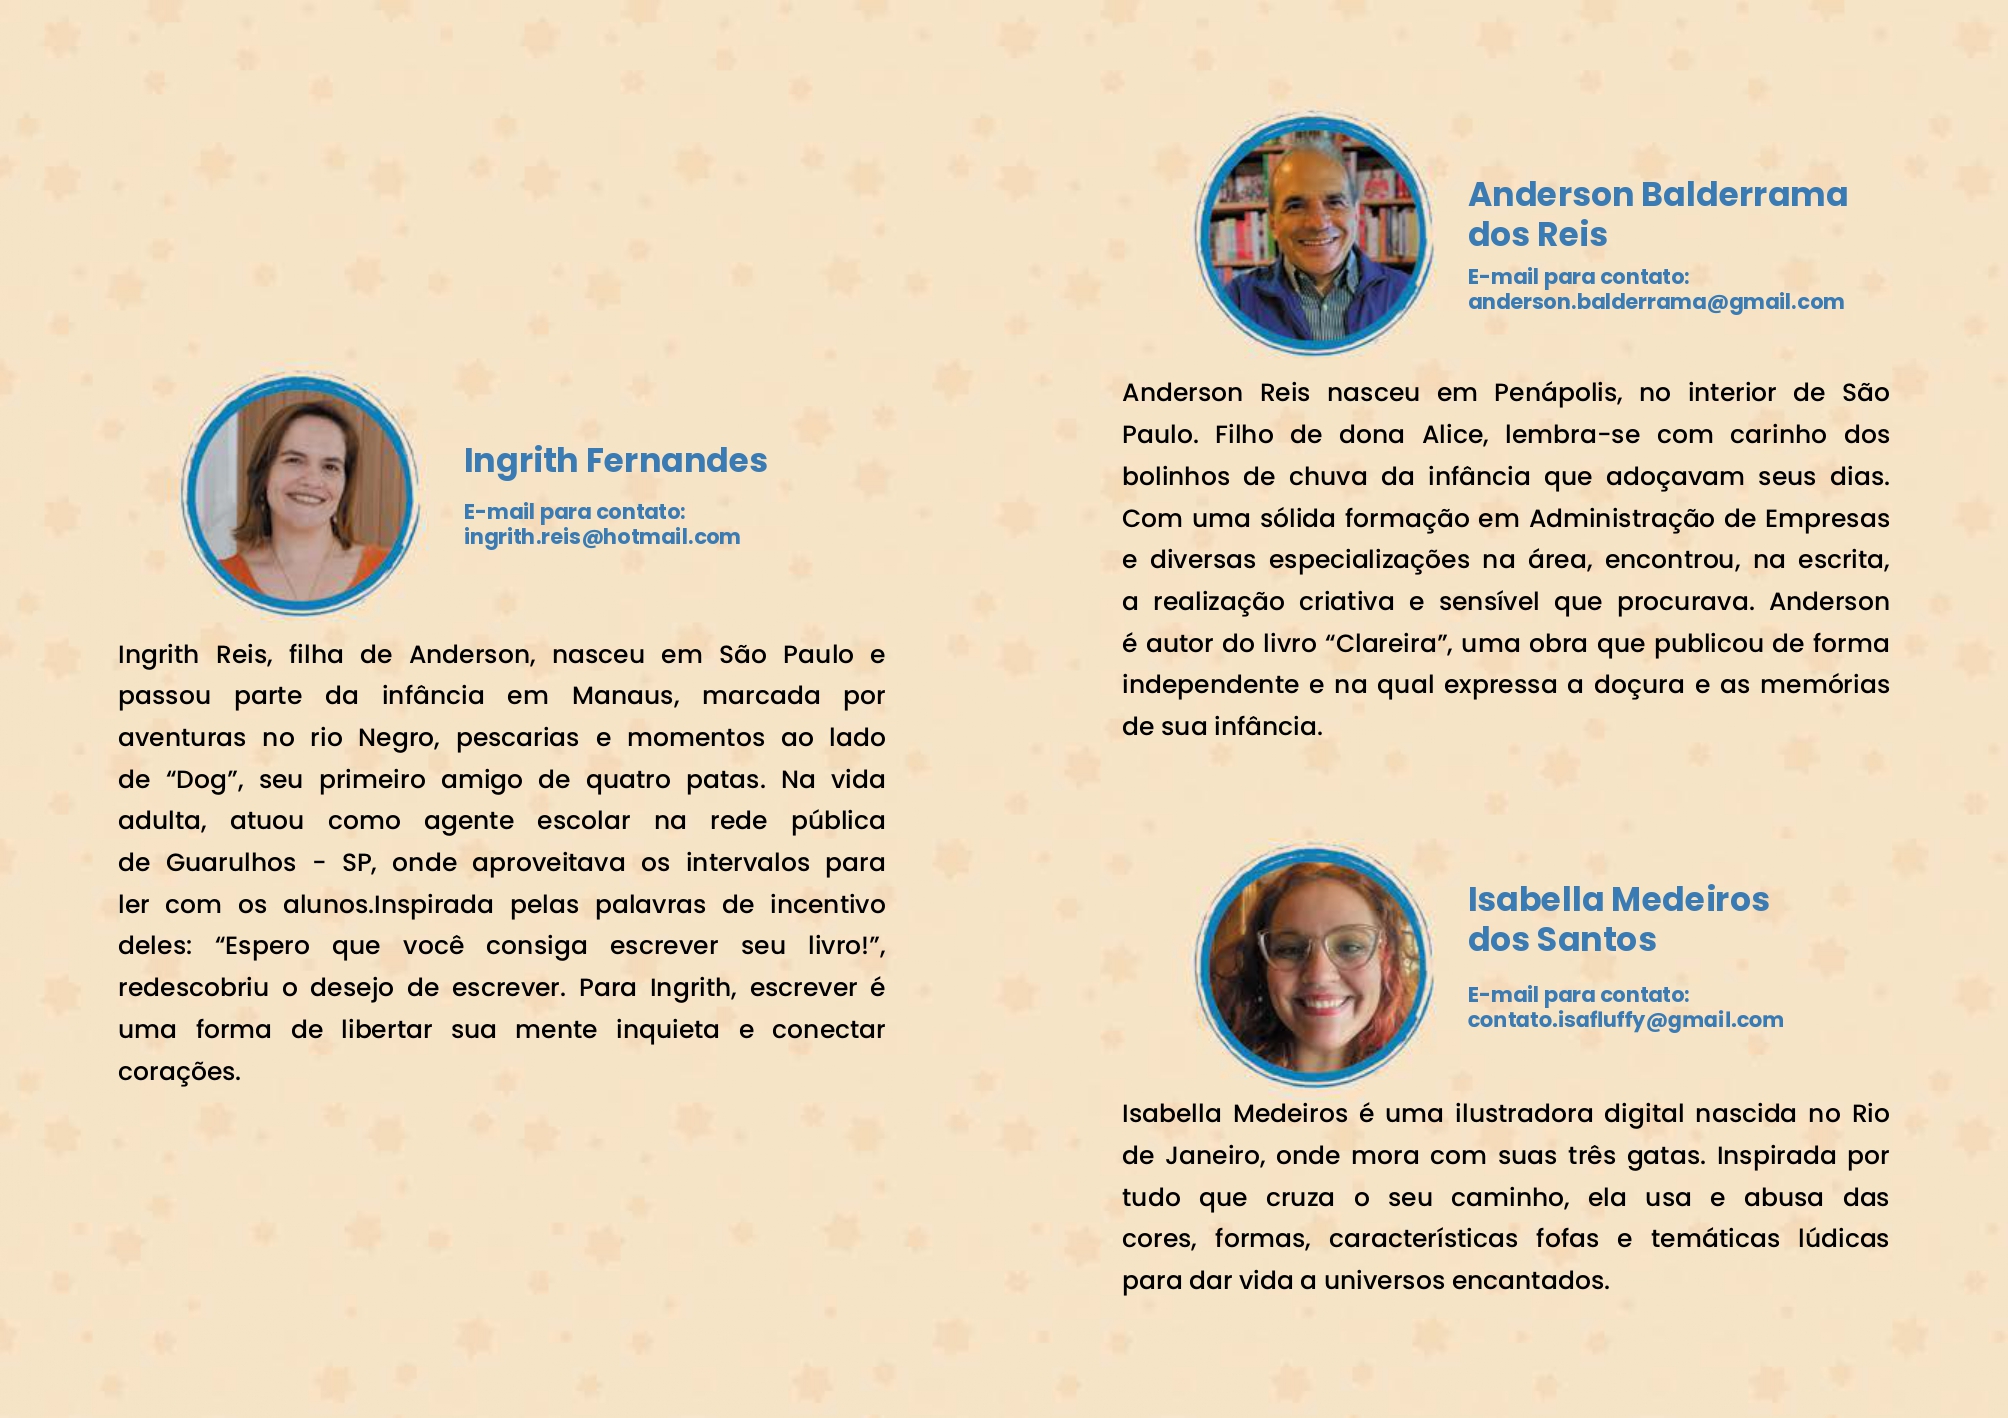 Ingrith Fernandes
E-mail para contato:
ingrith.reis@hotmail.com
Ingrith Reis, filha de Anderson, nasceu em São Paulo e
passou parte da infância em Manaus, marcada por
aventuras no rio Negro, pescarias e momentos ao lado
de “Dog”, seu primeiro amigo de quatro patas. Na vida
adulta, atuou como agente escolar na rede pública
de Guarulhos - SP, onde aproveitava os intervalos para
ler com os alunos.Inspirada pelas palavras de incentivo
deles: “Espero que você consiga escrever seu livro!”,
redescobriu o desejo de escrever. Para Ingrith, escrever é
uma forma de libertar sua mente inquieta e conectar
corações.
Anderson Balderrama
dos Reis
E-mail para contato:
anderson.balderrama@gmail.com
Anderson Reis nasceu em Penápolis, no interior de São
Paulo. Filho de dona Alice, lembra-se com carinho dos
bolinhos de chuva da infância que adoçavam seus dias.
Com uma sólida formação em Administração de Empresas
e diversas especializações na área, encontrou, na escrita,
a realização criativa e sensível que procurava. Anderson
é autor do livro “Clareira”, uma obra que publicou de forma
independente e na qual expressa a doçura e as memórias
de sua infância.
Isabella Medeiros
dos Santos
E-mail para contato:
contato.isafluffy@gmail.com
Isabella Medeiros é uma ilustradora digital nascida no Rio
de Janeiro, onde mora com suas três gatas. Inspirada por
tudo que cruza o seu caminho, ela usa e abusa das
cores, formas, características fofas e temáticas lúdicas
para dar vida a universos encantados.